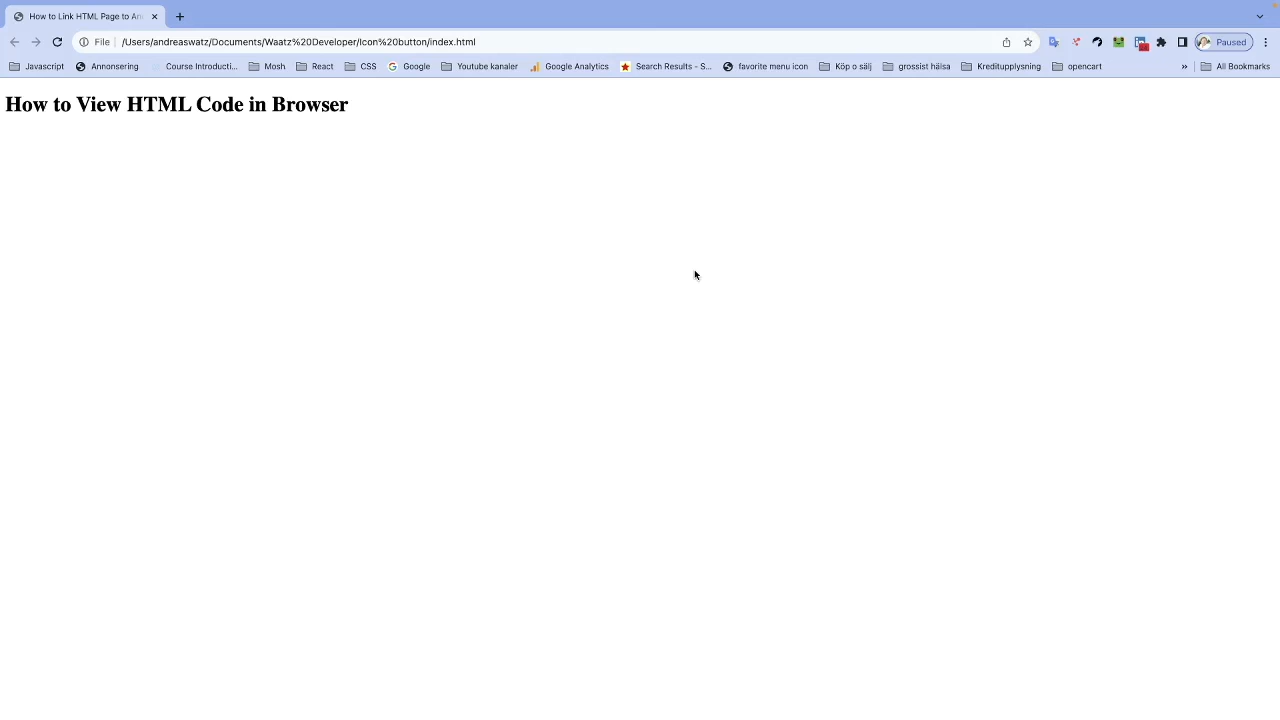 How to Link HTML Page to An
File
/Users/andreaswatz/Documents/Waatz%20Developer/Icon%20button/index.html
Paused
Javascript Annonsering Course Introducti... Mosh React CSS Google Youtube kanaler Google Analytics Search Results - S... favorite menu icon Köp o sälj grossist hälsa Kreditupplysning opencart » All Bookmarks
How to View HTML Code in Browser